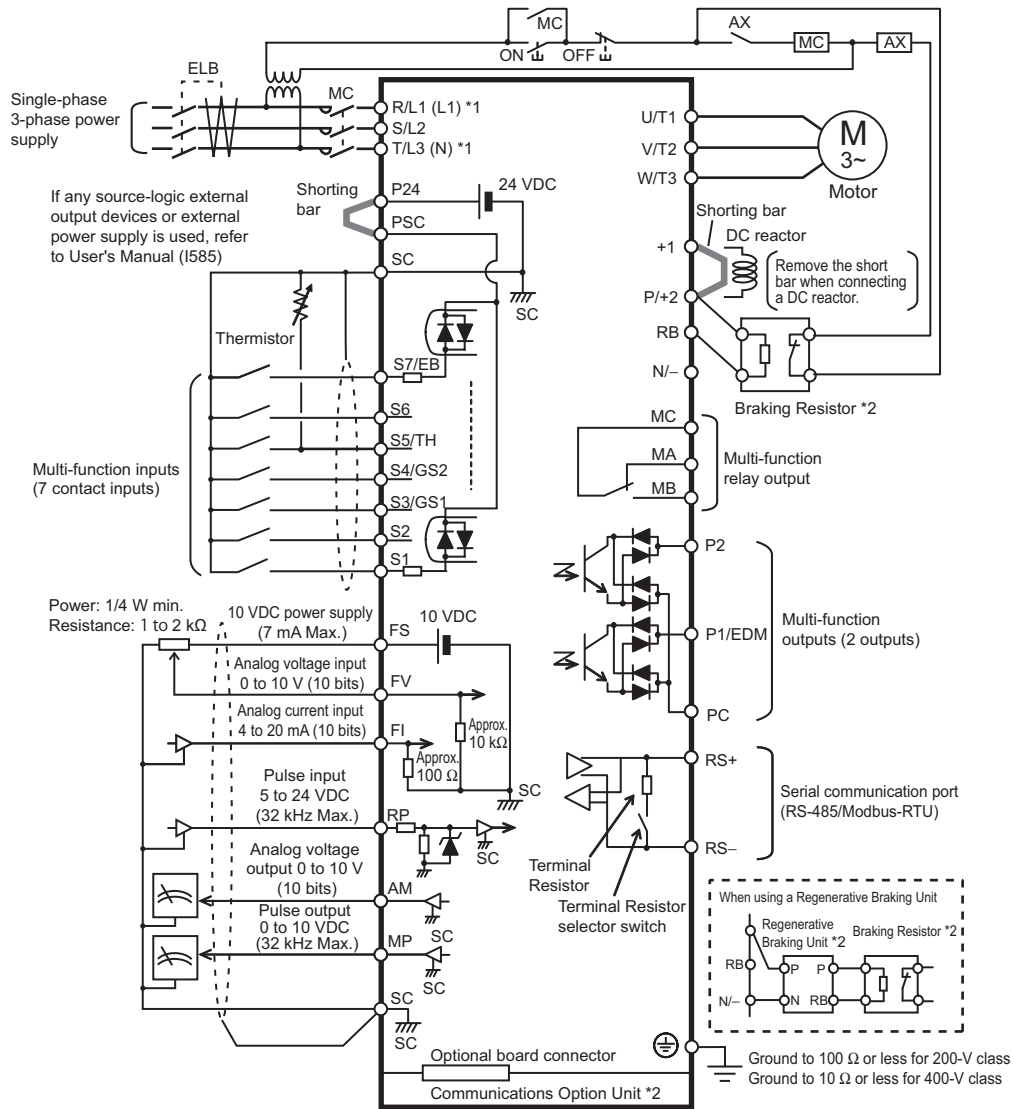 MC
AX
ON
OFF
MC
AX
ELB
MC
Single-phase
3-phase power
supply
R/L1 (L1) *1
S/L2
T/L3 (N) *1
U/T1
V/T2
W/T3
M
3~
Motor
If any source-logic external
output devices or external
power supply is used, refer
to User's Manual (I585)
Shorting
bar
P24
24 VDC
PSC
SC
SC
Shorting bar
DC reactor
+1
P/+2
Remove the short
bar when connecting
a DC reactor.
RB
N/–
Braking Resistor *2
Thermistor
S7/EB
S6
S5/TH
S4/GS2
S3/GS1
S2
S1
Multi-function inputs
(7 contact inputs)
MC
MA
MB
Multi-function
relay output
P2
P1/EDM
PC
Multi-function
outputs (2 outputs)
Power: 1/4 W min.
Resistance: 1 to 2 kΩ
10 VDC power supply
(7 mA Max.)
FS
10 VDC
Analog voltage input
0 to 10 V (10 bits)
FV
Analog current input
4 to 20 mA (10 bits)
FI
Approx.
10 kΩ
Approx.
100 Ω
SC
Pulse input
5 to 24 VDC
(32 kHz Max.)
RP
SC
Analog voltage
output 0 to 10 V
(10 bits)
AM
SC
Pulse output
0 to 10 VDC
(32 kHz Max.)
MP
SC
SC
SC
RS+
RS–
Serial communication port
(RS-485/Modbus-RTU)
Terminal
Resistor
Terminal Resistor
selector switch
When using a Regenerative Braking Unit
Regenerative
Braking Unit *2
Braking Resistor *2
RB
P
P
N/–
N
RB
Optional board connector
Communications Option Unit *2
Ground to 100 Ω or less for 200-V class
Ground to 10 Ω or less for 400-V class